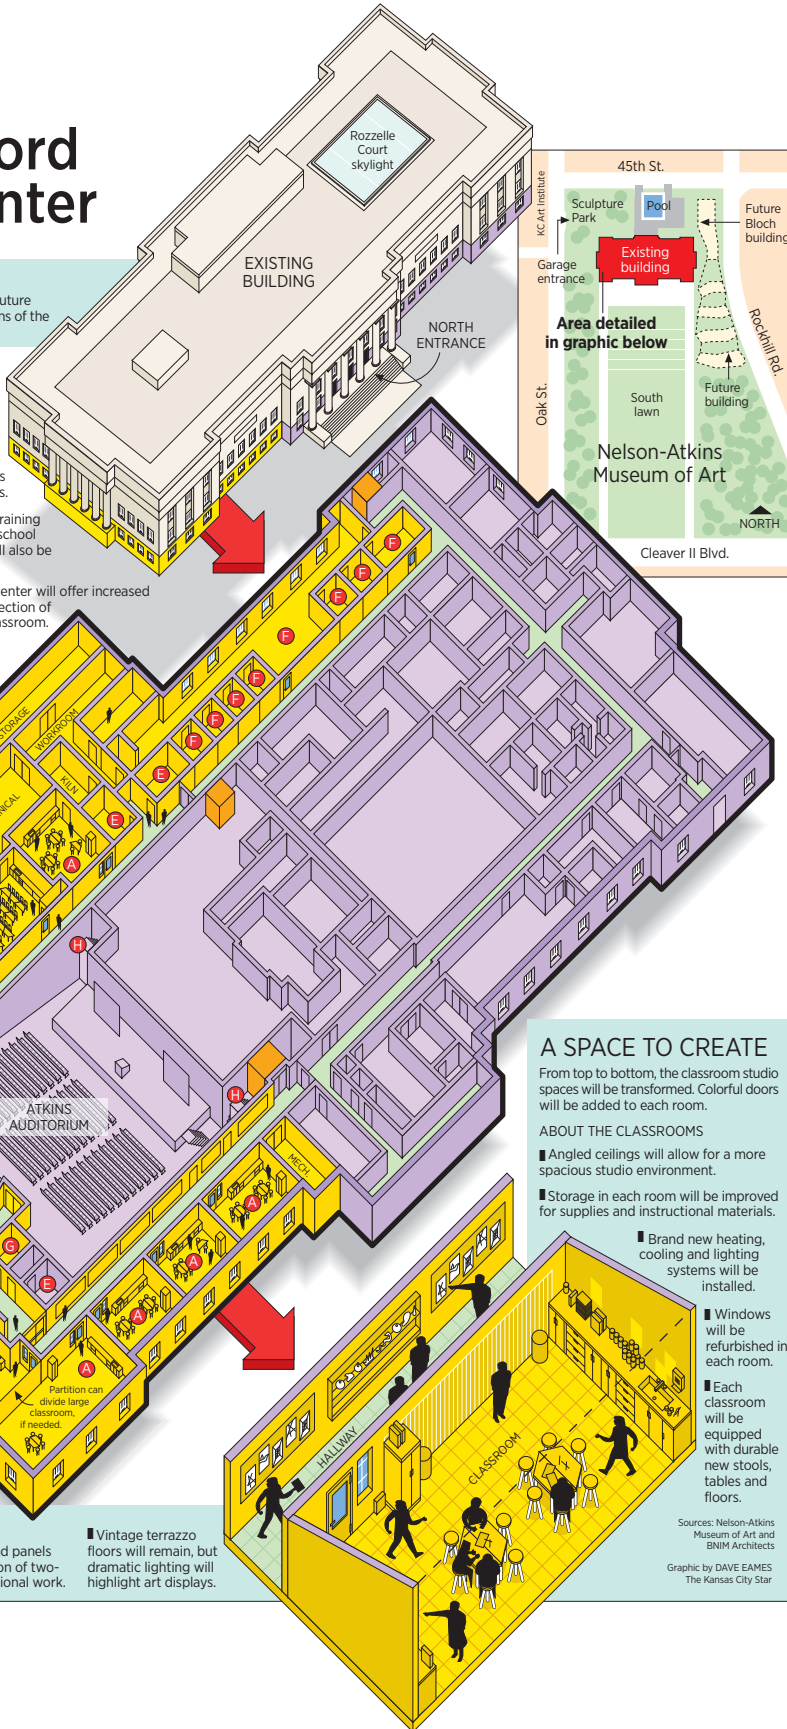 ord
nter
uture
ns of the
s
s.
raining
school
ll also be
enter will offer increased
ection of
assroom.
Rozzelle
Court
skylight
EXISTING
BUILDING
NORTH
ENTRANCE
45th St.
KC Art Institute
Sculpture
Park
Pool
Future
Bloch
building
Garage
entrance
Existing
building
Area detailed
in graphic below
Rockhill Rd.
Oak St.
South
lawn
Future
building
Nelson-Atkins
Museum of Art
NORTH
Cleaver II Blvd.
F
F
F
F
F
F
F
F
E
STORAGE
WORKROOM
KILN
NICAL
E
A
H
H
ATKINS
AUDITORIUM
MECH
A
A
A
A
G
E
Partition can
divide large
classroom,
if needed.
A SPACE TO CREATE
From top to bottom, the classroom studio
spaces will be transformed. Colorful doors
will be added to each room.
ABOUT THE CLASSROOMS
Angled ceilings will allow for a more
spacious studio environment.
Storage in each room will be improved
for supplies and instructional materials.
Brand new heating,
cooling and lighting
systems will be
installed.
Windows
will be
refurbished in
each room.
Each
classroom
will be
equipped
with durable
new stools,
tables and
floors.
HALLWAY
CLASSROOM
Sources: Nelson-Atkins
Museum of Art and
BNIM Architects
Graphic by DAVE EAMES
The Kansas City Star
d panels
on of two-
ional work.
Vintage terrazzo
floors will remain, but
dramatic lighting will
highlight art displays.